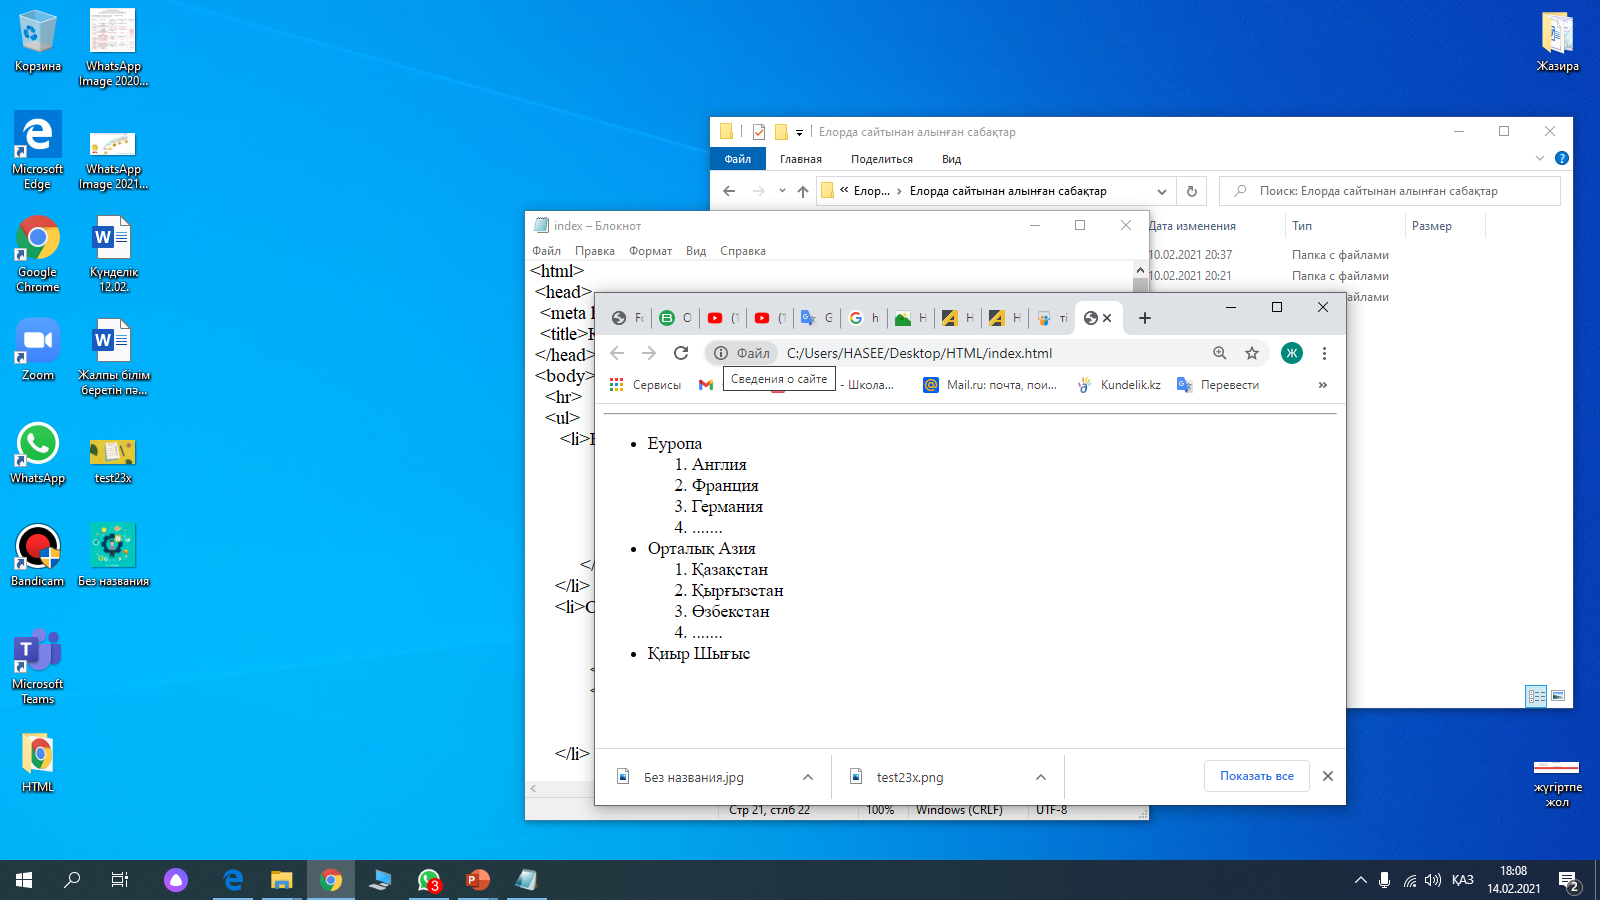 Корзина
WhatsApp
Image 2020...
Жазира
Microsoft
Edge
WhatsApp
Image 2021...
Google
Chrome
Күнделік
12.02.
Zoom
Жалпы білім
беретін пә...
WhatsApp
test23x
Bandicam
Без названия
Microsoft
Teams
HTML
жүгіртпе
жол
Елорда сайтынан алынған сабақтар
Файл Главная Поделиться Вид
« Елор... › Елорда сайтынан алынған сабақтар
Поиск: Елорда сайтынан алынған сабақтар
Дата изменения Тип Размер
10.02.2021 20:37 Папка с файлами
10.02.2021 20:21 Папка с файлами
index – Блокнот
Файл Правка Формат Вид Справка
<html>
<head>
<meta
<title>
</head>
<body>
<hr>
<ul>
<li>
</
</li>
<li>
<
<
</li>
Стр 21, стлб 22 100% Windows (CRLF) UTF-8
Файл C:/Users/HASEE/Desktop/HTML/index.html
Ж
Сведения о сайте
Сервисы - Школа... Mail.ru: почта, пои... Kundelik.kz Перевести »
• Еуропа
1. Англия
2. Франция
3. Германия
4. .......
• Орталық Азия
1. Қазақстан
2. Қырғызстан
3. Өзбекстан
4. .......
• Қиыр Шығыс
Без названия.jpg test23x.png Показать все
3
ҚАЗ
18:08
14.02.2021
2